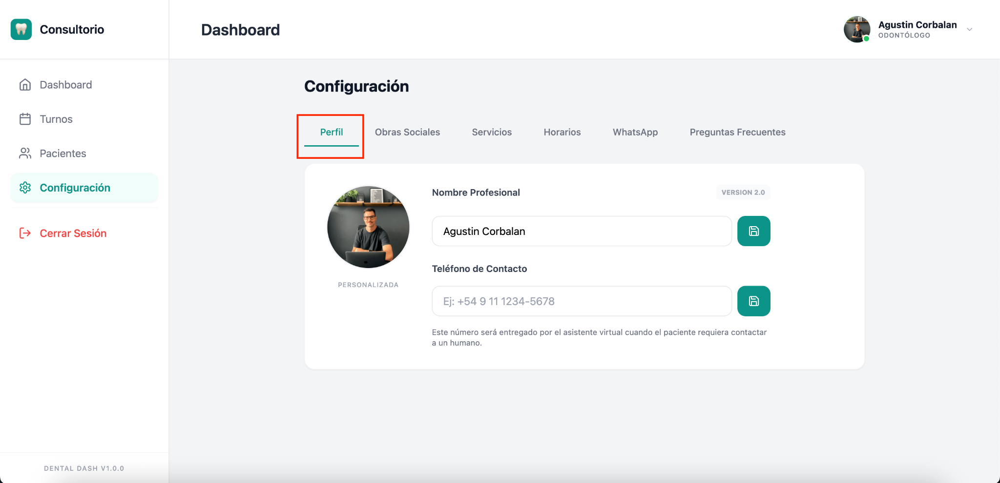 Consultorio
Dashboard
Agustin Corbalan
ODONTÓLOGO
Dashboard
Turnos
Pacientes
Configuración
Cerrar Sesión
DENTAL DASH V1.0.0
Configuración
Perfil
Obras Sociales
Servicios
Horarios
WhatsApp
Preguntas Frecuentes
PERSONALIZADA
Nombre Profesional
VERSION 2.0
Agustin Corbalan
Teléfono de Contacto
Ej: +54 9 11 1234-5678
Este número será entregado por el asistente virtual cuando el paciente requiera contactar
a un humano.